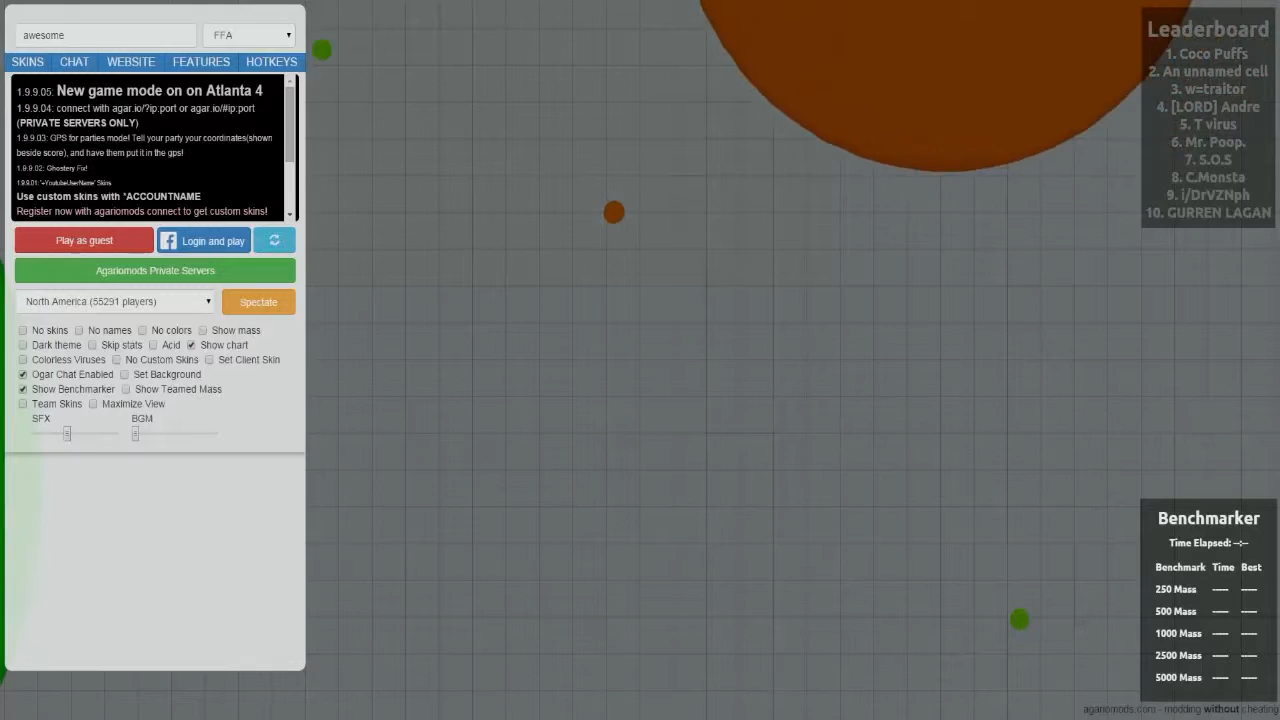 awesome
FFA
SKINS CHAT WEBSITE FEATURES HOTKEYS
1.9.9.05: New game mode on on Atlanta 4
1.9.9.04: connect with agar.io/?ip:port or agar.io/#ip:port
(PRIVATE SERVERS ONLY)
1.9.9.03: GPS for parties mode! Tell your party your coordinates(shown
beside score), and have them put it in the gps!
1.9.9.02: Ghostery Fix!
1.9.9.01: '+YoutubeUserName' Skins
Use custom skins with *ACCOUNTNAME
Register now with agariomods connect to get custom skins!
Play as guest
Login and play
Agariomods Private Servers
North America (55291 players)
Spectate
No skins No names No colors Show mass
Dark theme Skip stats Acid Show chart
Colorless Viruses No Custom Skins Set Client Skin
Ogar Chat Enabled Set Background
Show Benchmarker Show Teamed Mass
Team Skins Maximize View
SFX BGM
Leaderboard
1. Coco Puffs
2. An unnamed cell
3. w=traitor
4. [LORD] Andre
5. T virus
6. Mr. Poop.
7. S.O.S
8. C.Monsta
9. i/DrVZNph
10. GURREN LAGAN
Benchmarker
Time Elapsed: --:--
Benchmark Time Best
250 Mass ---- ----
500 Mass ---- ----
1000 Mass ---- ----
2500 Mass ---- ----
5000 Mass ---- ----
agariomods.com - modding without cheating